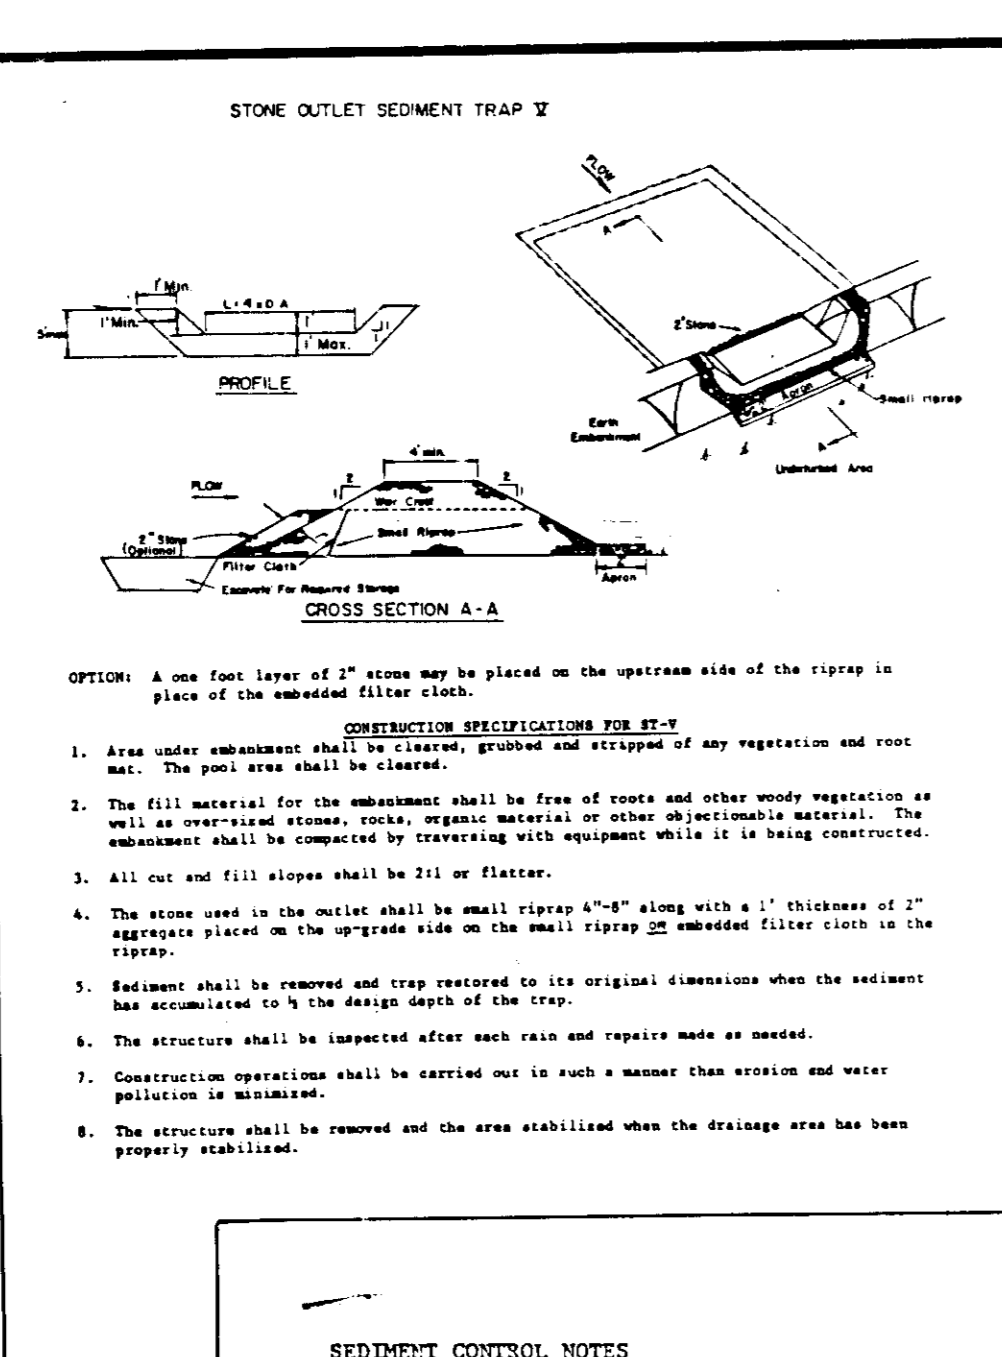 STONE OUTLET SEDIMENT TRAP V
FLOW
A
1' Min.
L=4xD.A
1' Min.
5'max
1'
1
1
1' Max.
PROFILE
2" Stone
Apron
Small riprap
Earth
Embankment
A
Undisturbed Area
4' min.
FLOW
2
1
2
1
Weir Crest
2" Stone
(Optional)
Small Riprap
Filter Cloth
Apron
Excavate For Required Storage
CROSS SECTION A-A
OPTION: A one foot layer of 2" stone may be placed on the upstream side of the riprap in
place of the embedded filter cloth.
CONSTRUCTION SPECIFICATIONS FOR ST-V
1. Area under embankment shall be cleared, grubbed and stripped of any vegetation and root
mat. The pool area shall be cleared.
2. The fill material for the embankment shall be free of roots and other woody vegetation as
well as over-sized stones, rocks, organic material or other objectionable material. The
embankment shall be compacted by traversing with equipment while it is being constructed.
3. All cut and fill slopes shall be 2:1 or flatter.
4. The stone used in the outlet shall be small riprap 4"-8" along with a 1' thickness of 2"
aggregate placed on the up-grade side on the small riprap OR embedded filter cloth in the
riprap.
5. Sediment shall be removed and trap restored to its original dimensions when the sediment
has accumulated to ½ the design depth of the trap.
6. The structure shall be inspected after each rain and repairs made as needed.
7. Construction operations shall be carried out in such a manner than erosion and water
pollution is minimized.
8. The structure shall be removed and the area stabilized when the drainage area has been
properly stabilized.
SEDIMENT CONTROL NOTES